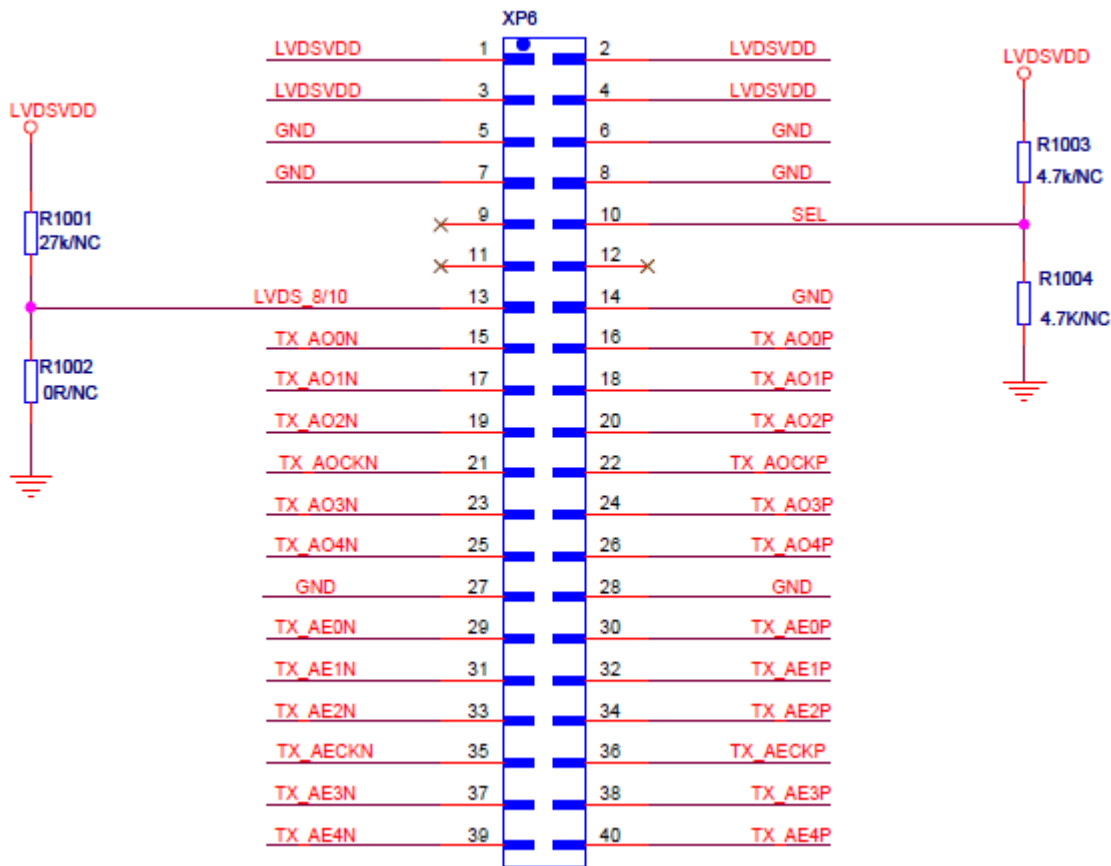 XP6
LVDSVDD 1 2 LVDSVDD
LVDSVDD
LVDSVDD 3 4 LVDSVDD
LVDSVDD
GND 5 6 GND
R1003
4.7k/NC
GND 7 8 GND
R1001
27k/NC
9 10 SEL
11 12
R1004
4.7K/NC
LVDS_8/10 13 14 GND
TX_AO0N 15 16 TX_AO0P
R1002
0R/NC
TX_AO1N 17 18 TX_AO1P
TX_AO2N 19 20 TX_AO2P
TX_AOCKN 21 22 TX_AOCKP
TX_AO3N 23 24 TX_AO3P
TX_AO4N 25 26 TX_AO4P
GND 27 28 GND
TX_AE0N 29 30 TX_AE0P
TX_AE1N 31 32 TX_AE1P
TX_AE2N 33 34 TX_AE2P
TX_AECKN 35 36 TX_AECKP
TX_AE3N 37 38 TX_AE3P
TX_AE4N 39 40 TX_AE4P